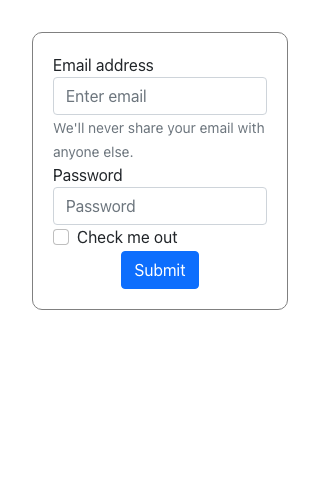 Email address
Enter email
We'll never share your email with
anyone else.
Password
Password
Check me out
Submit